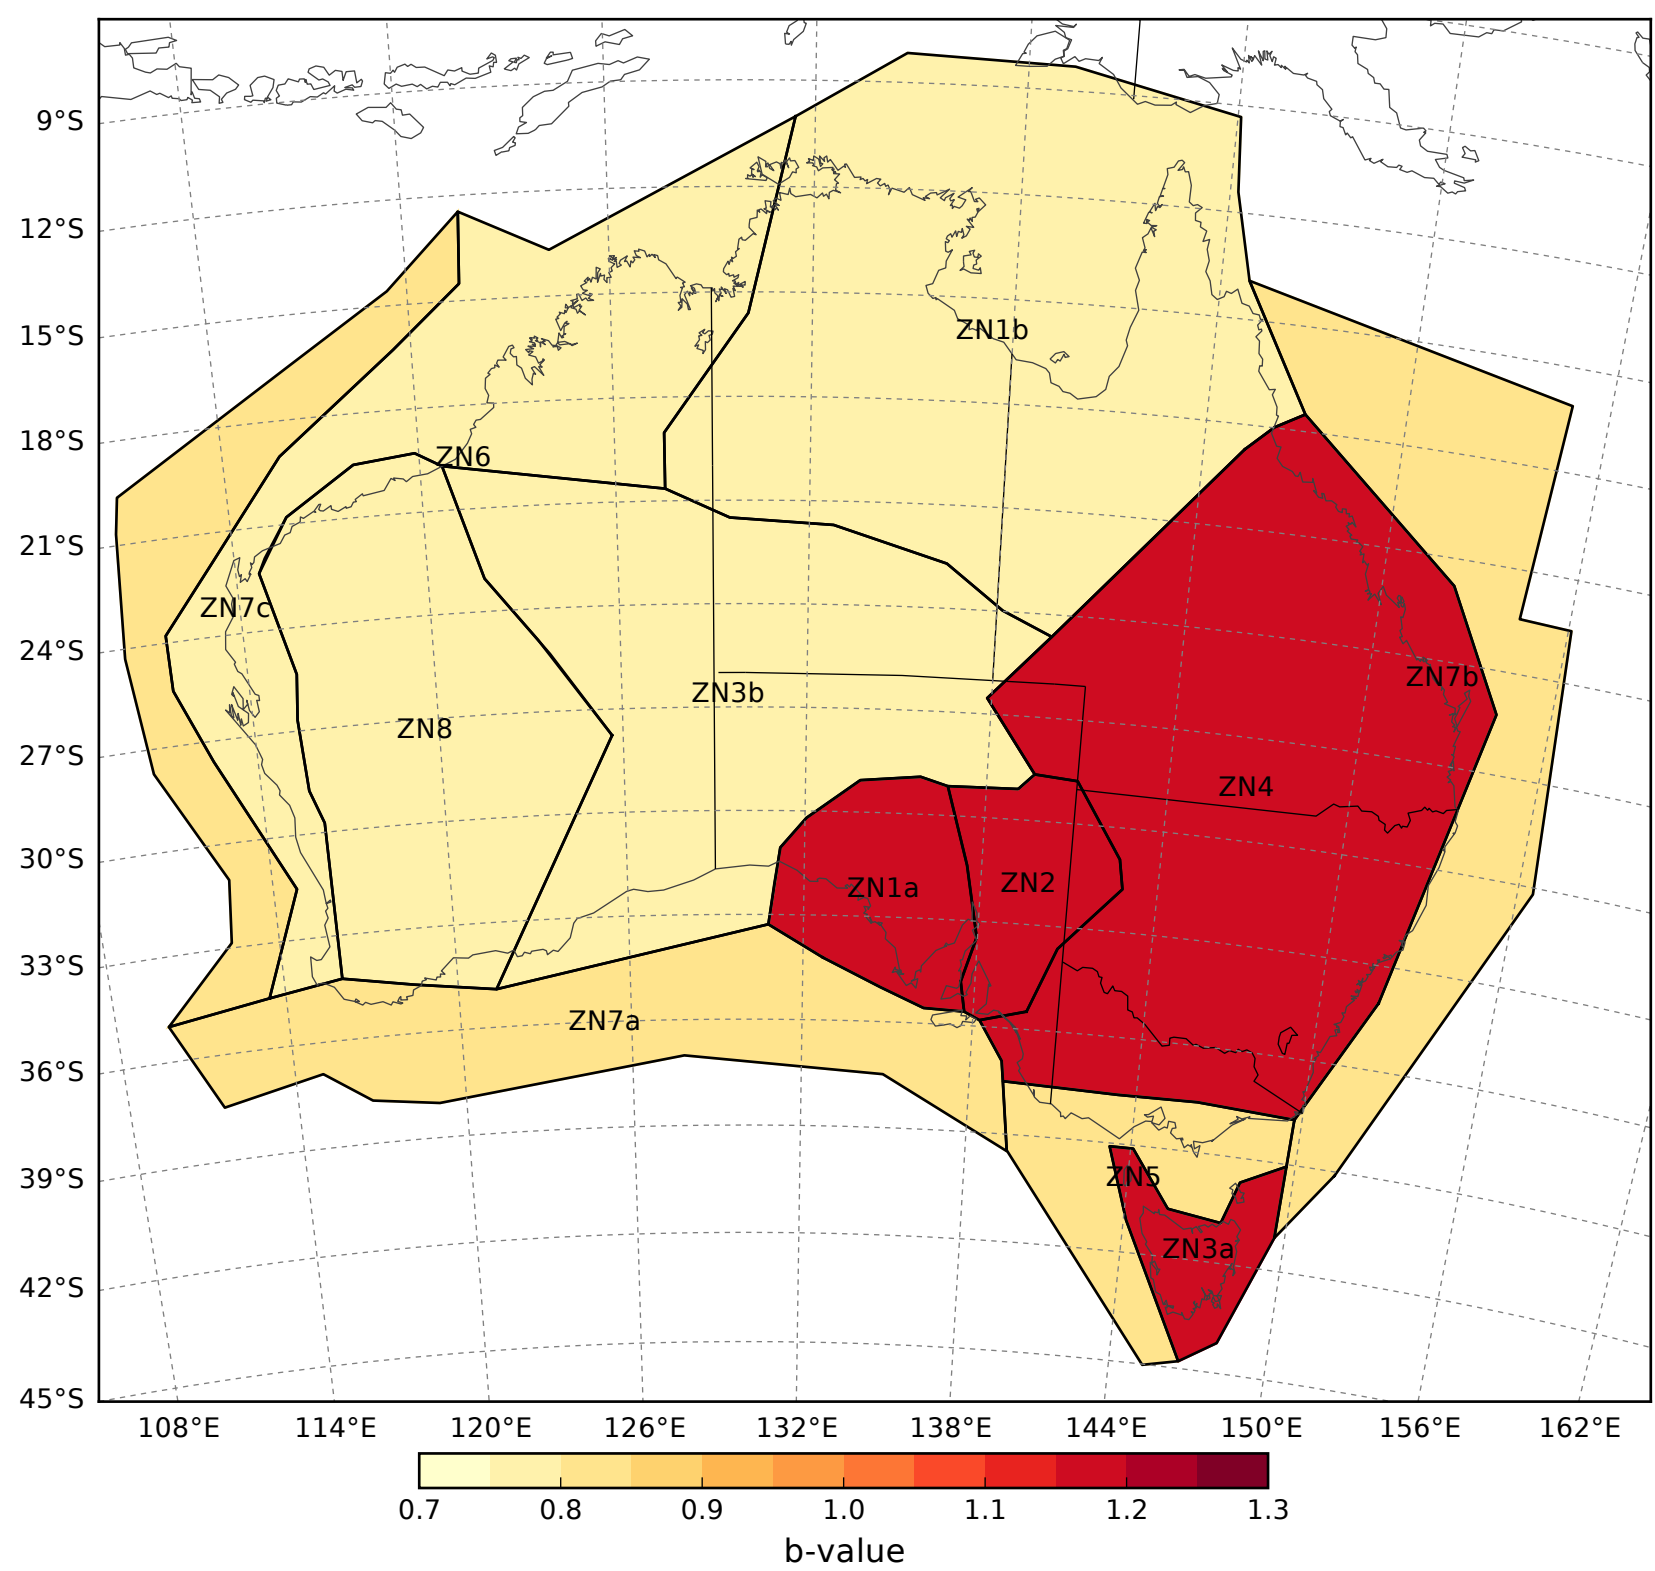 9°S
12°S
15°S
ZN1b
18°S
ZN6
21°S
ZN7c
24°S
ZN7b
ZN3b
ZN8
27°S
ZN4
30°S
ZN1a
ZN2
33°S
ZN7a
36°S
39°S
ZN5
ZN3a
42°S
45°S
108°E 114°E 120°E 126°E 132°E 138°E 144°E 150°E 156°E 162°E
0.7 0.8 0.9 1.0 1.1 1.2 1.3
b-value